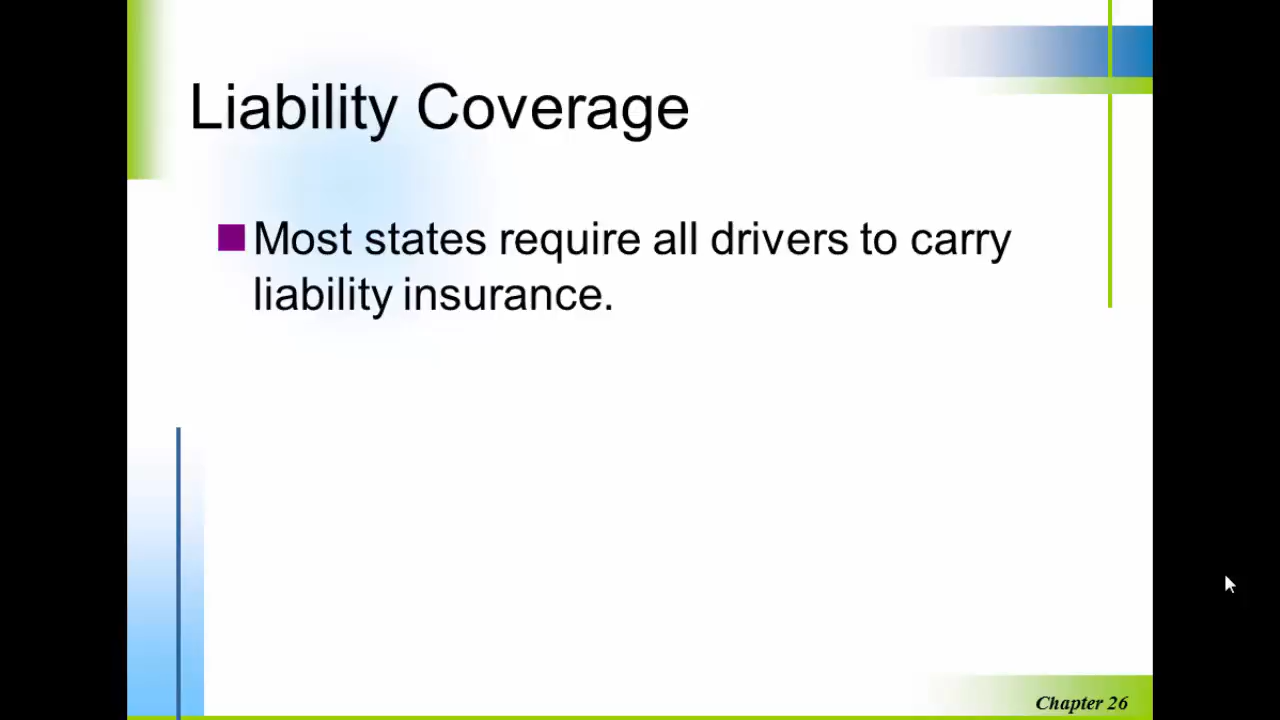 Liability Coverage
Most states require all drivers to carry
liability insurance.
Chapter 26